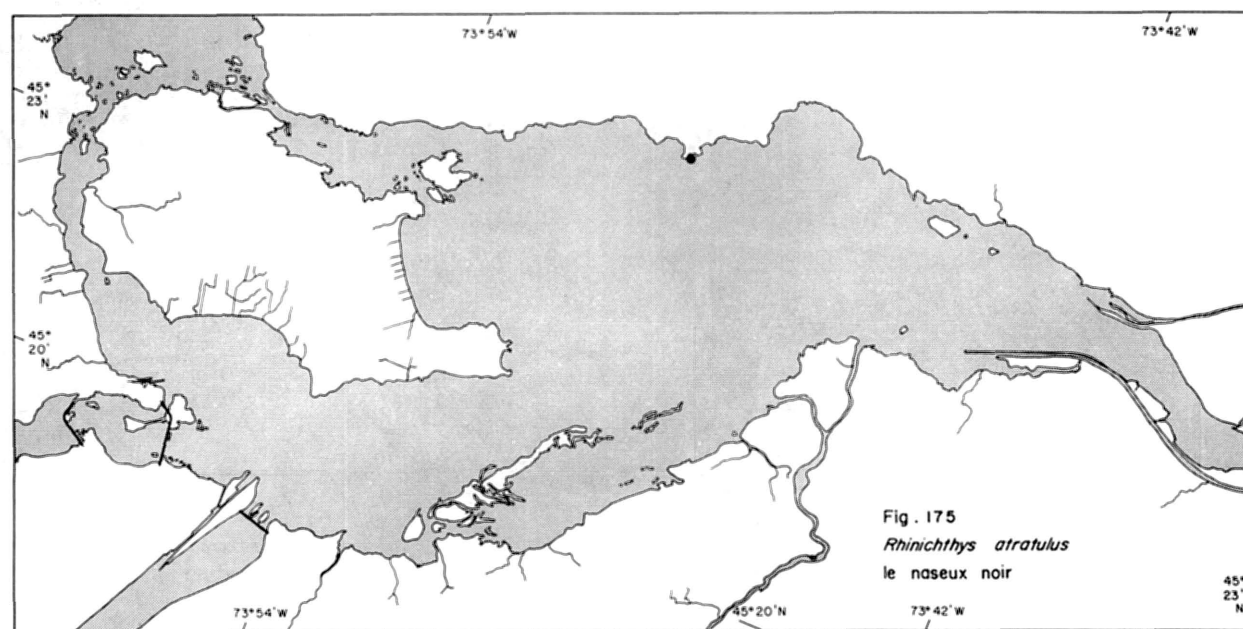 73°54'W
73°42'W
45°
23'
N
45°
20'
N
Fig. 175
Rhinichthys atratulus
le naseux noir
45°
23'
N
73°54'W
45°20'N
73°42'W